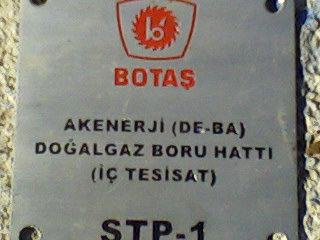 BOTAŞ
AKENERJİ (DE-BA)
DOĞALGAZ BORU HATTI
(İÇ TESİSAT)
STP-1